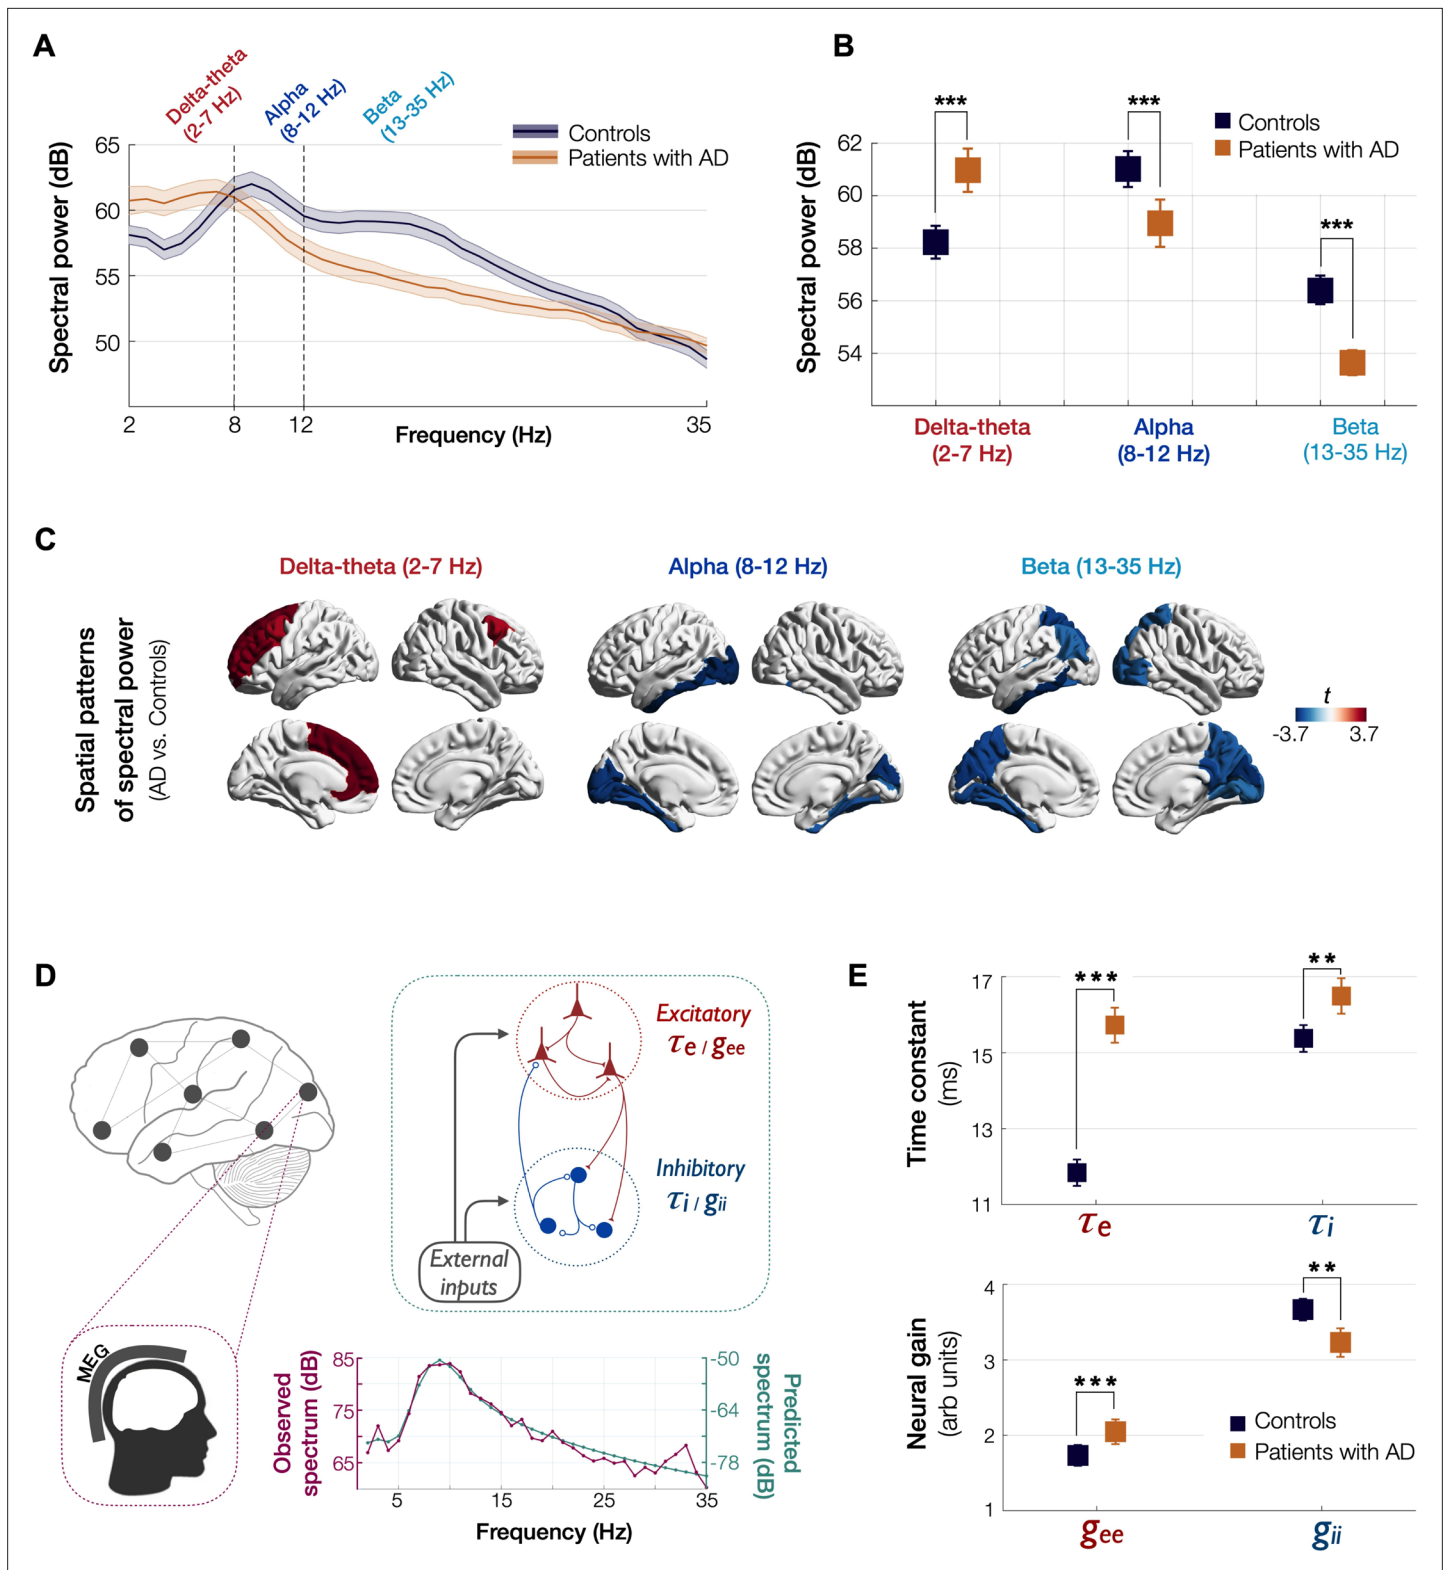 A
Delta-theta
(2-7 Hz)
Alpha
(8-12 Hz)
Beta
(13-35 Hz)
Controls
Patients with AD
Spectral power (dB)
65
60
55
50
2
8
12
35
Frequency (Hz)
B
***
***
***
Controls
Patients with AD
Spectral power (dB)
62
60
58
56
54
Delta-theta
(2-7 Hz)
Alpha
(8-12 Hz)
Beta
(13-35 Hz)
C
Delta-theta (2-7 Hz)
Alpha (8-12 Hz)
Beta (13-35 Hz)
Spatial patterns
of spectral power
(AD vs. Controls)
t
-3.7
3.7
D
Excitatory
τe / gee
Inhibitory
τi / gii
External
inputs
MEG
Observed
spectrum (dB)
85
75
65
-50
-64
-78
Predicted
spectrum (dB)
5
15
25
35
Frequency (Hz)
E
Time constant
(ms)
17
15
13
11
***
**
τe
τi
Neural gain
(arb units)
4
3
2
1
***
**
Controls
Patients with AD
gee
gii